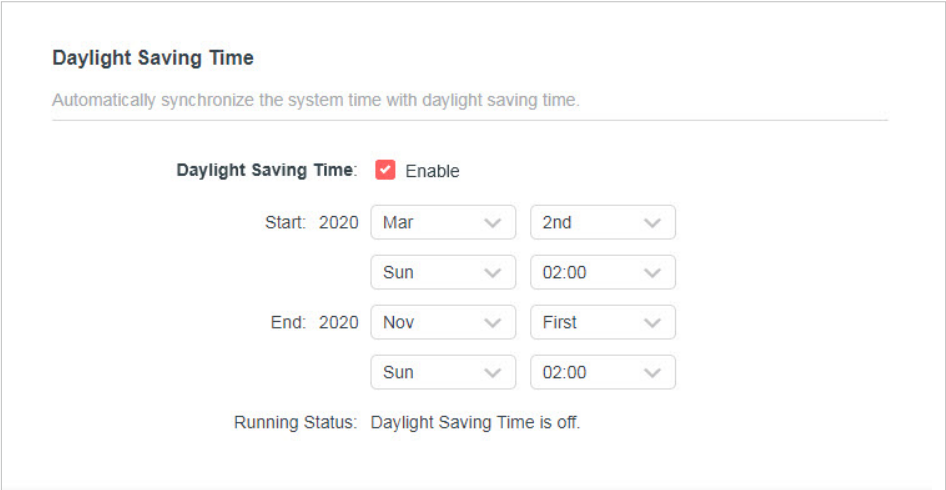 Daylight Saving Time
Automatically synchronize the system time with daylight saving time.
Daylight Saving Time: Enable
Start: 2020 Mar 2nd
Sun 02:00
End: 2020 Nov First
Sun 02:00
Running Status: Daylight Saving Time is off.